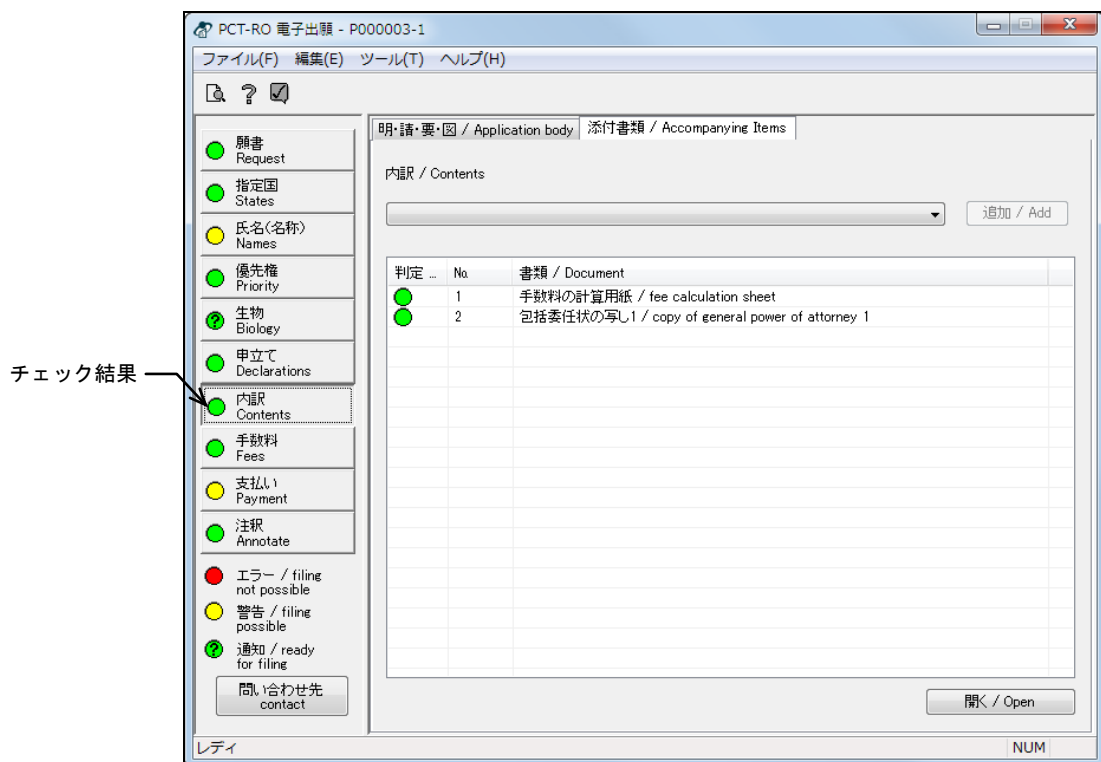 PCT-RO 電子出願 - P000003-1
ファイル(F) 編集(E) ツール(T) ヘルプ(H)
願書
Request
指定国
States
氏名(名称)
Names
優先権
Priority
生物
Biology
申立て
Declarations
チェック結果
内訳
Contents
手数料
Fees
支払い
Payment
注釈
Annotate
エラー / filing
not possible
警告 / filing
possible
通知 / ready
for filing
問い合わせ先
contact
明・請・要・図 / Application body 添付書類 / Accompanying Items
内訳 / Contents
追加 / Add
判定 ... No. 書類 / Document
1 手数料の計算用紙 / fee calculation sheet
2 包括委任状の写し1 / copy of general power of attorney 1
開く / Open
レディ NUM